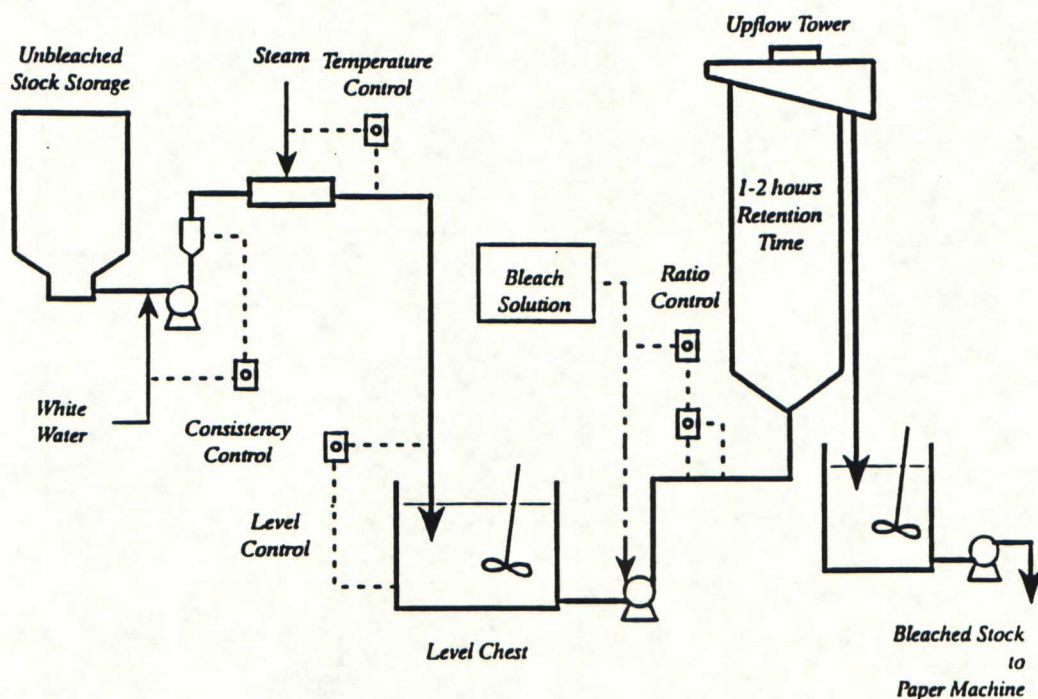 Upflow Tower
Unbleached
Stock Storage
Steam
Temperature
Control
1-2 hours
Retention
Time
Bleach
Solution
Ratio
Control
White
Water
Consistency
Control
Level
Control
Level Chest
Bleached Stock
to
Paper Machine